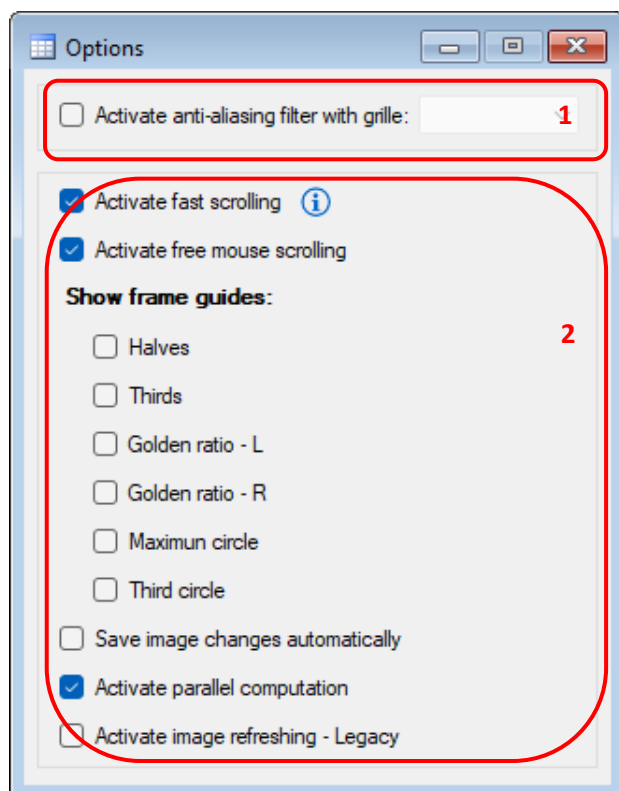 Options
Activate anti-aliasing filter with grille: 1
Activate fast scrolling
Activate free mouse scrolling
Show frame guides:
2
Halves
Thirds
Golden ratio - L
Golden ratio - R
Maximun circle
Third circle
Save image changes automatically
Activate parallel computation
Activate image refreshing - Legacy